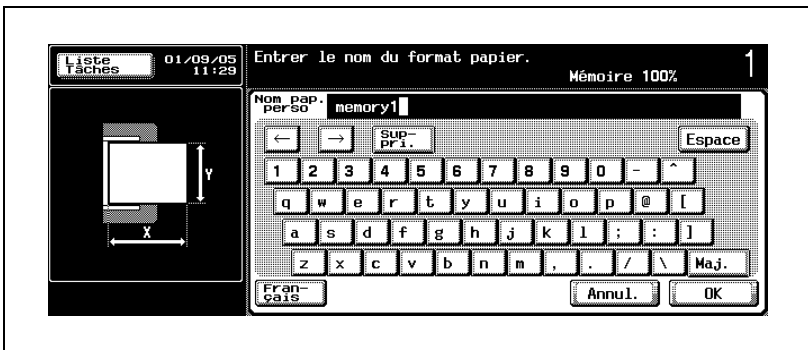 Liste
Tâches
01/09/05
11:29
Entrer le nom du format papier.
Mémoire 100%
1
Nom pap.
perso
memory1
← → Sup-
pri.
Espace
1 2 3 4 5 6 7 8 9 0 - ^
q w e r t y u i o p @ [
a s d f g h j k l ; : ]
z x c v b n m , . / \ Maj.
Y
X
Fran-
çais
Annul. OK